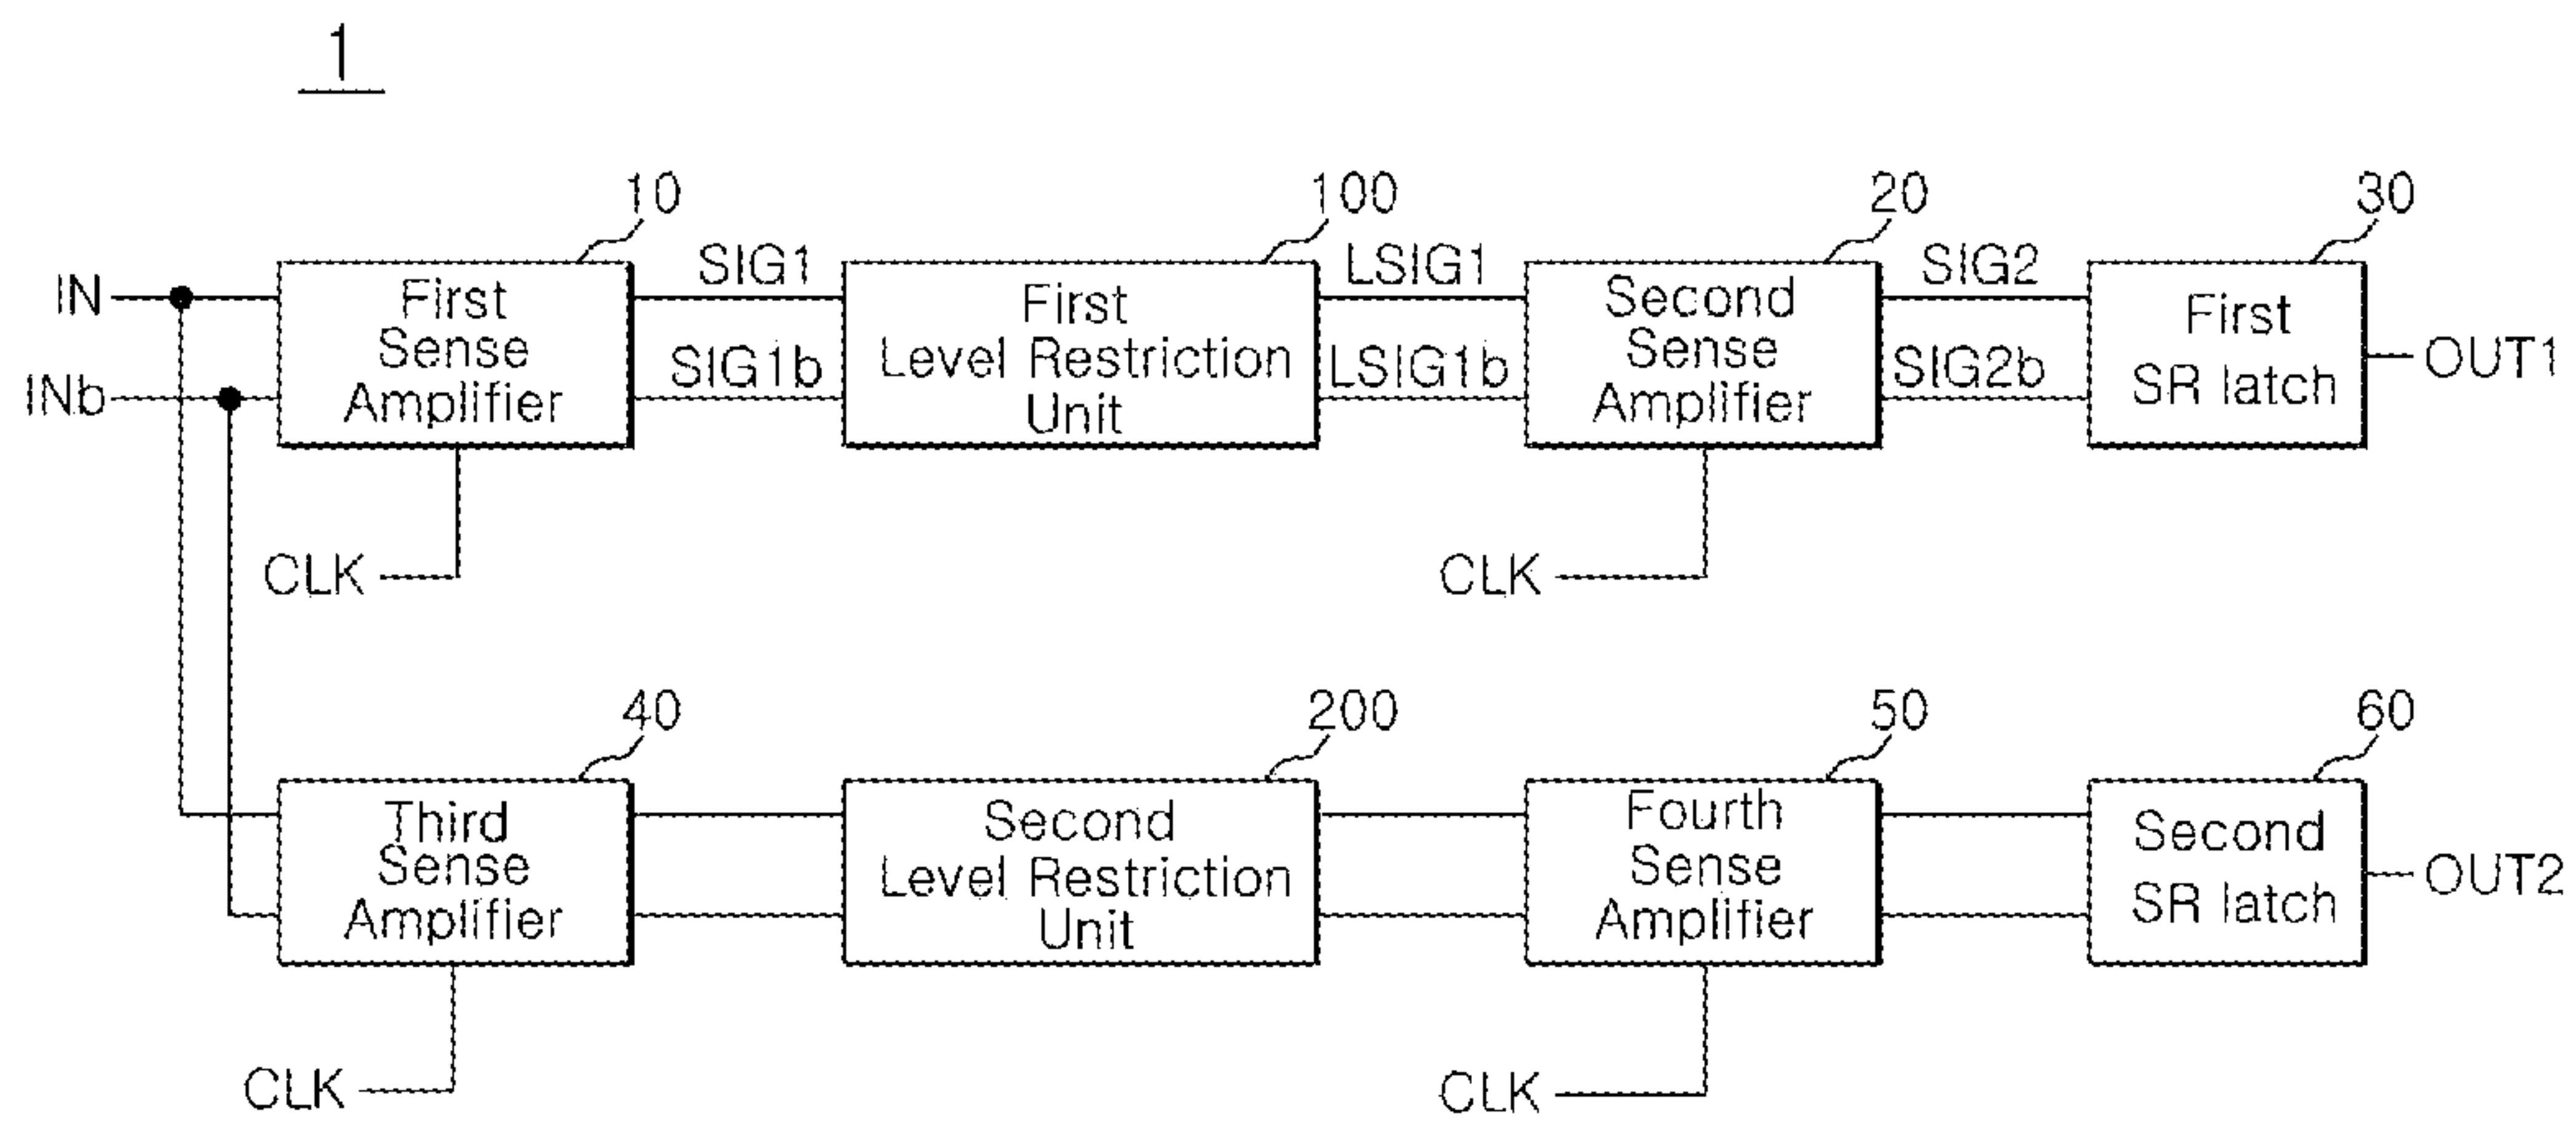 1
10
100
20
30
SIG1
LSIG1
SIG2
IN
First
Sense
Amplifier
First
Level Restriction
Unit
Second
Sense
Amplifier
First
SR latch
OUT1
INb
SIG1b
LSIG1b
SIG2b
CLK
CLK
40
200
50
60
Third
Sense
Amplifier
Second
Level Restriction
Unit
Fourth
Sense
Amplifier
Second
SR latch
OUT2
CLK
CLK